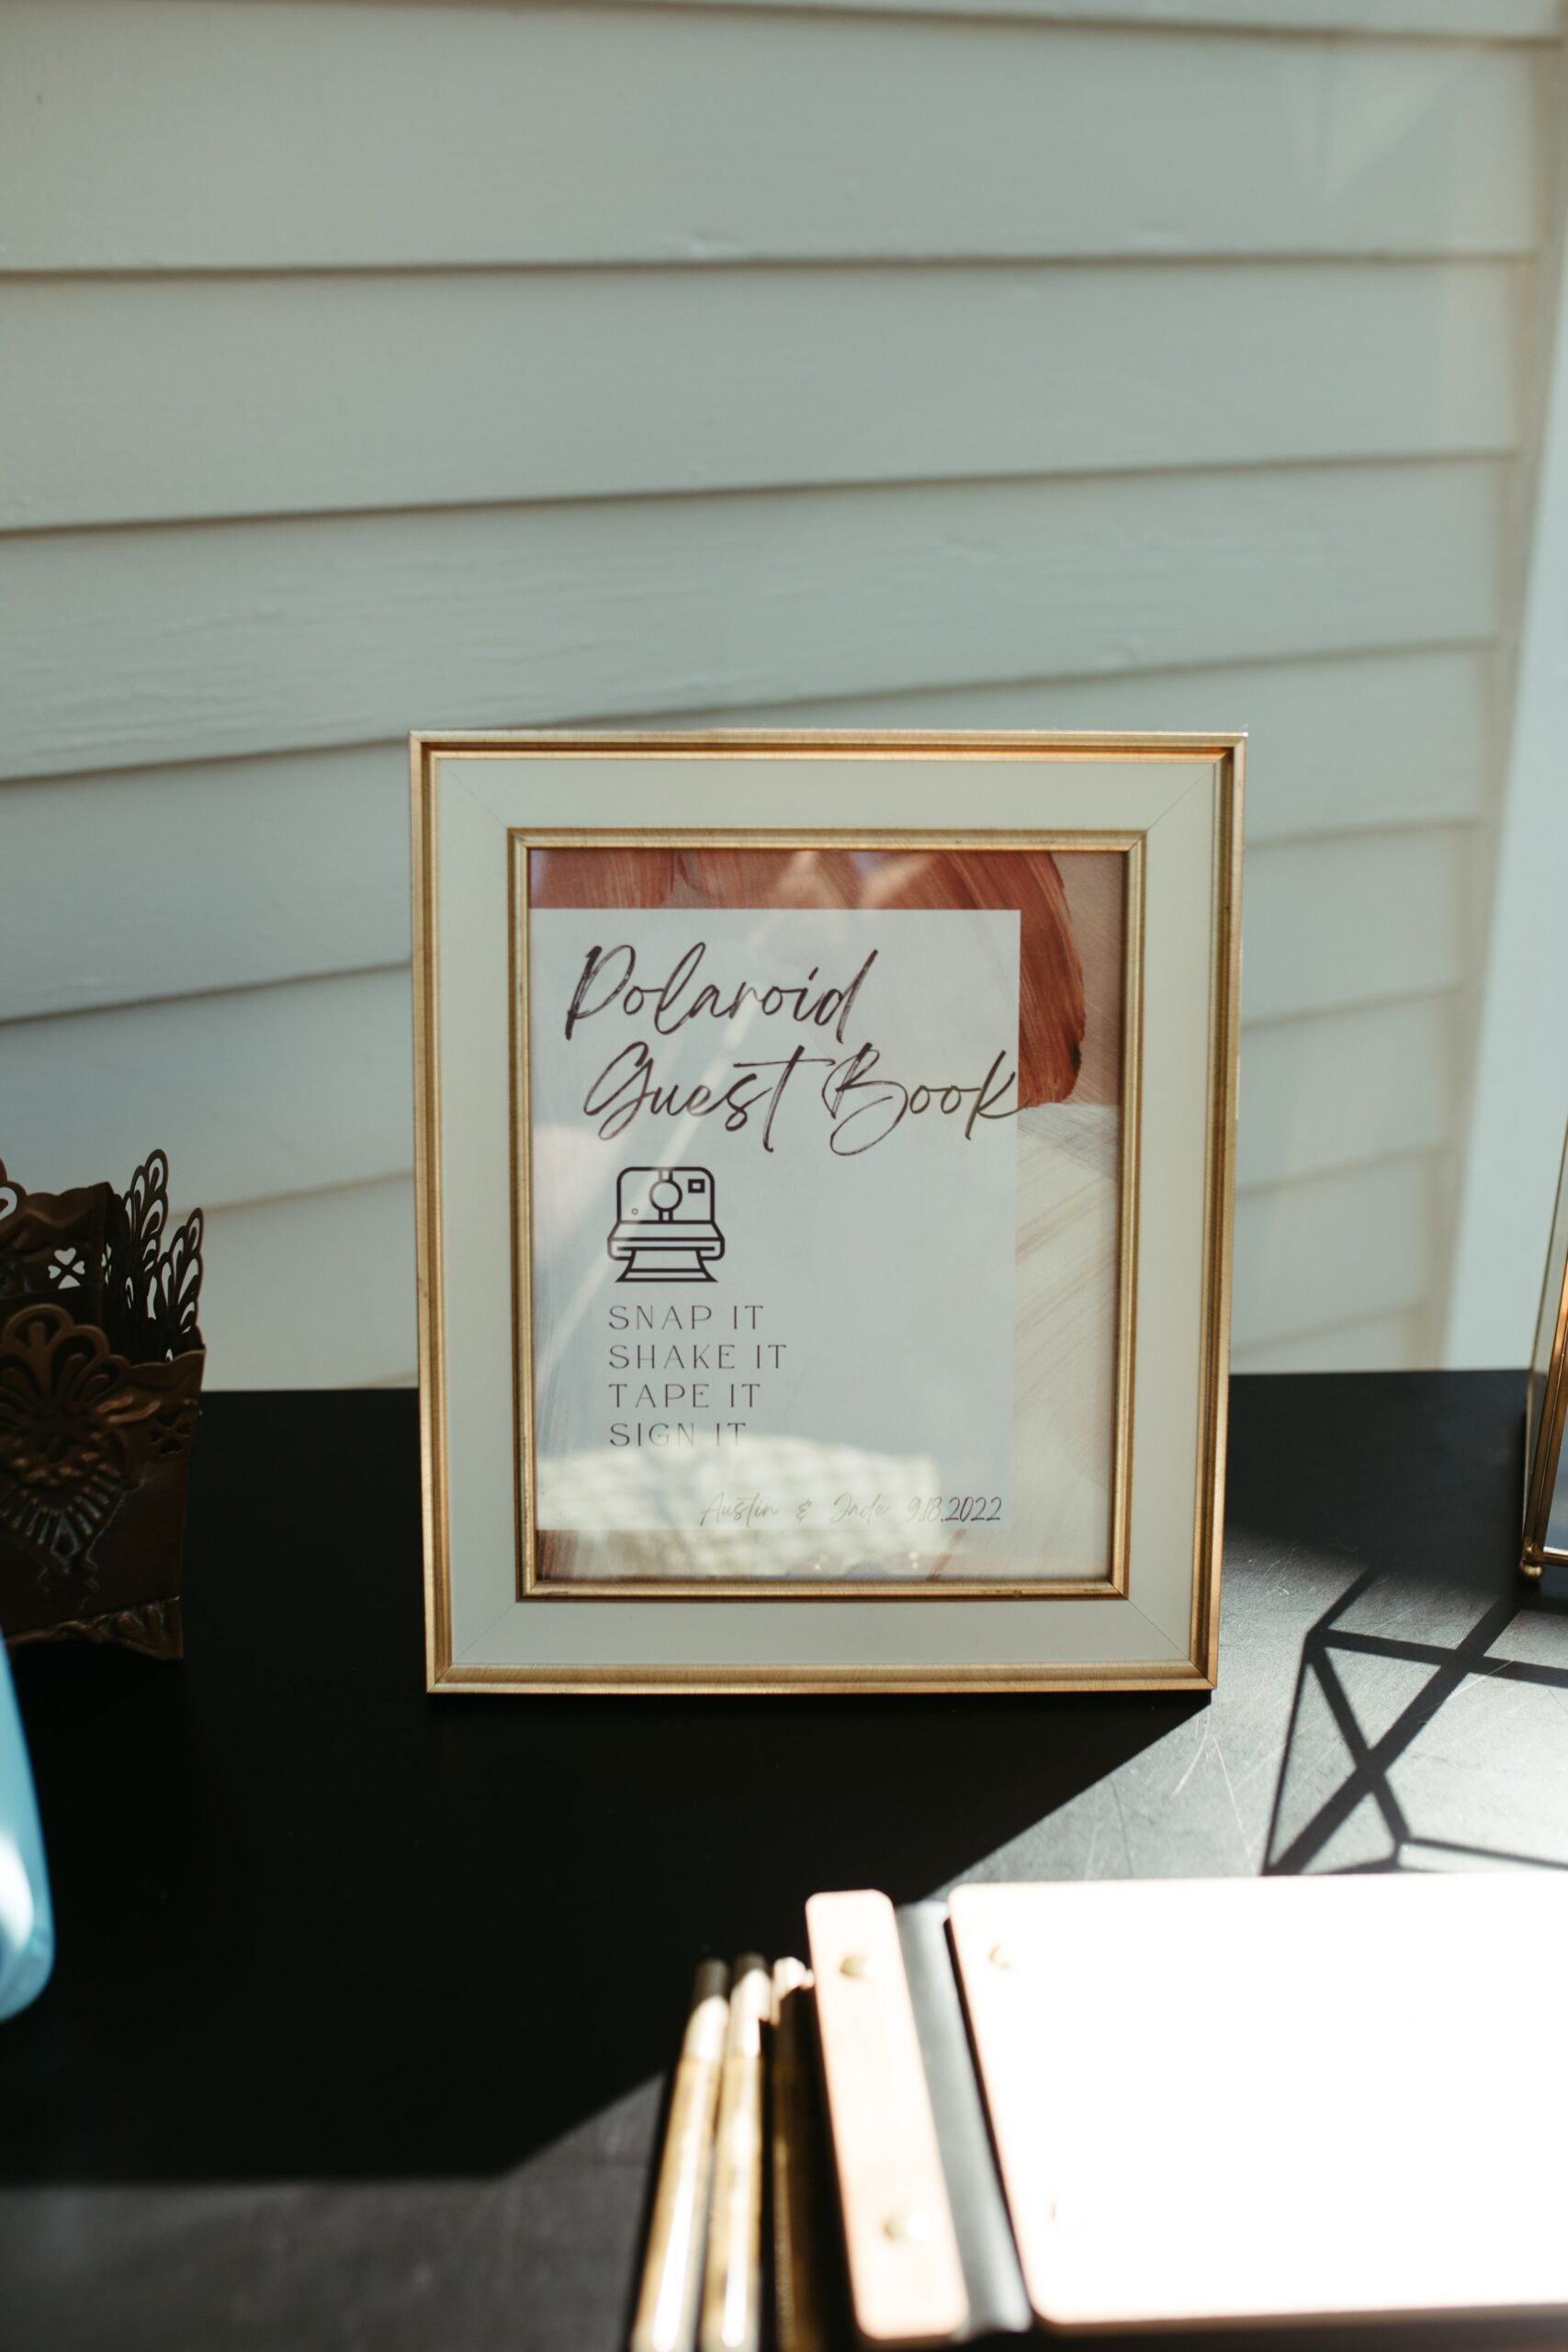 Polaroid
Guest Book
SNAP IT
SHAKE IT
TAPE IT
SIGN IT
Austin & Jade 9.18.2022